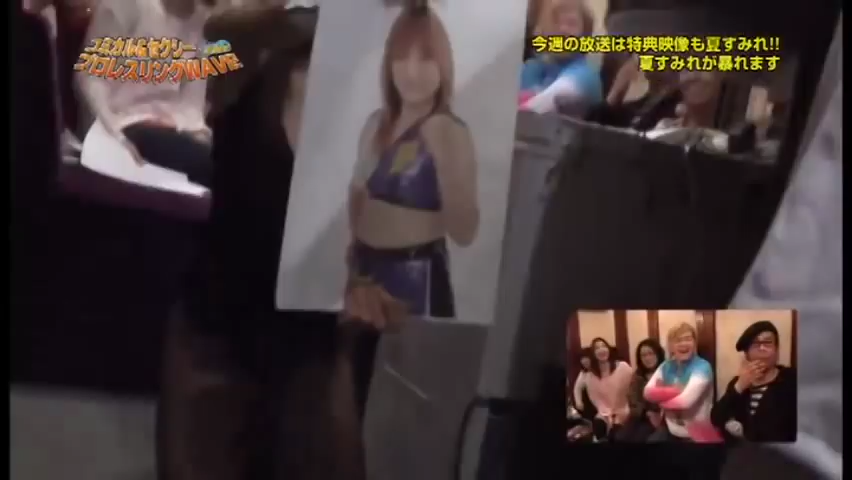 コミカル&セクシー
プロレスリングWAVE
今週の放送は特典映像も夏すみれ!!
夏すみれが暴れます